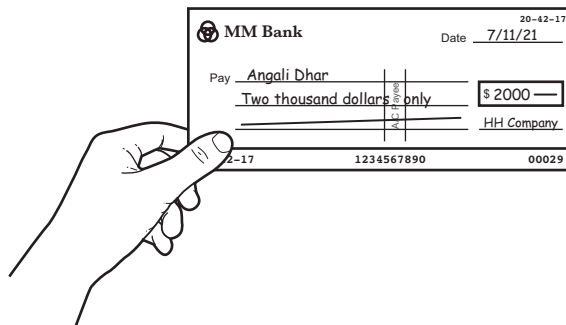 20-42-17
MM Bank
Date 7/11/21
Pay Angali Dhar
Two thousand dollars only
$ 2000
A/C Payee
HH Company
2-17 1234567890 00029